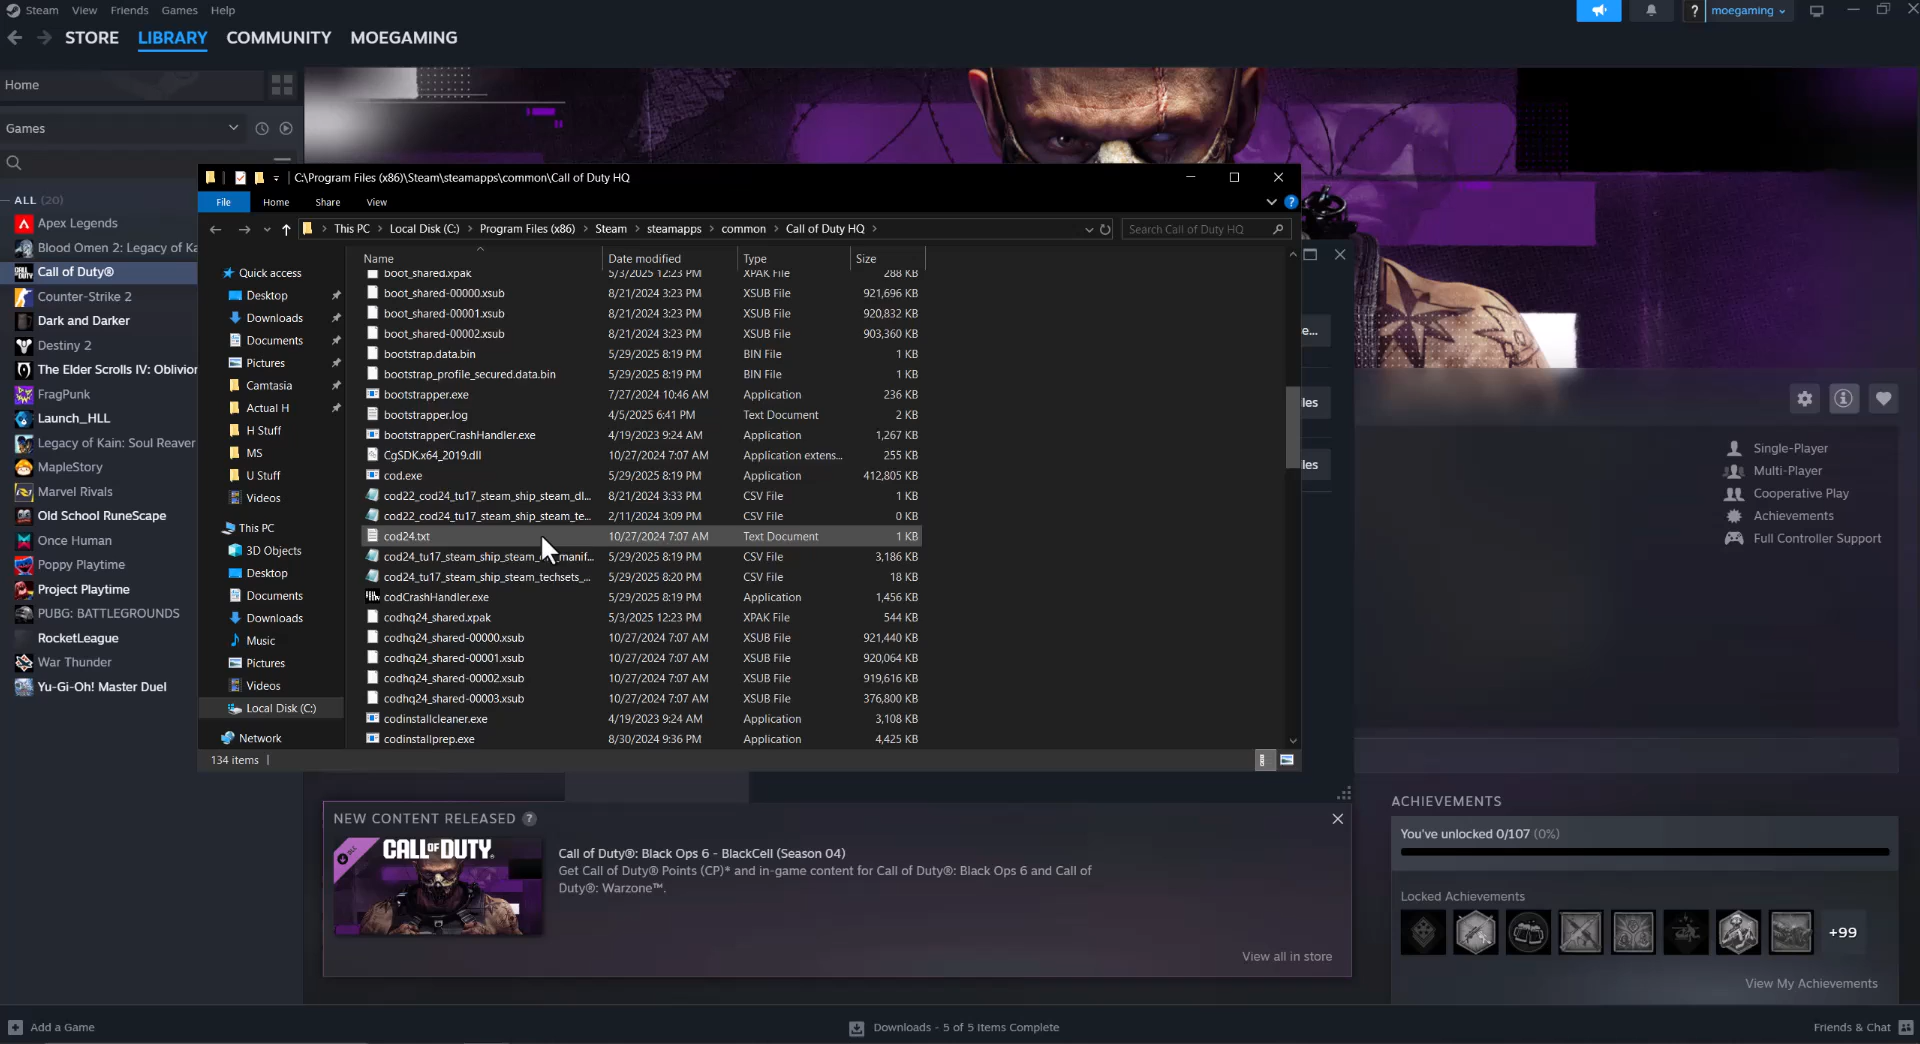 Steam View Friends Games Help
? moegaming
STORE LIBRARY COMMUNITY MOEGAMING
Home
Games
ALL (20)
Apex Legends
Blood Omen 2: Legacy of Ka
Call of Duty®
Counter-Strike 2
Dark and Darker
Destiny 2
The Elder Scrolls IV: Oblivion
FragPunk
Launch_HLL
Legacy of Kain: Soul Reaver
MapleStory
Marvel Rivals
Old School RuneScape
Once Human
Poppy Playtime
Project Playtime
PUBG: BATTLEGROUNDS
RocketLeague
War Thunder
Yu-Gi-Oh! Master Duel
C:\Program Files (x86)\Steam\steamapps\common\Call of Duty HQ
File Home Share View
This PC > Local Disk (C:) > Program Files (x86) > Steam > steamapps > common > Call of Duty HQ >
Search Call of Duty HQ
Quick access
Desktop
Downloads
Documents
Pictures
Camtasia
Actual H
H Stuff
MS
U Stuff
Videos
This PC
3D Objects
Desktop
Documents
Downloads
Music
Pictures
Videos
Local Disk (C:)
Network
Name Date modified Type Size
boot_shared.xpak 5/3/2025 12:23 PM XPAK File 288 KB
boot_shared-00000.xsub 8/21/2024 3:23 PM XSUB File 921,696 KB
boot_shared-00001.xsub 8/21/2024 3:23 PM XSUB File 920,832 KB
boot_shared-00002.xsub 8/21/2024 3:23 PM XSUB File 903,360 KB
bootstrap.data.bin 5/29/2025 8:19 PM BIN File 1 KB
bootstrap_profile_secured.data.bin 5/29/2025 8:19 PM BIN File 1 KB
bootstrapper.exe 7/27/2024 10:46 AM Application 236 KB
bootstrapper.log 4/5/2025 6:41 PM Text Document 2 KB
bootstrapperCrashHandler.exe 4/19/2023 9:24 AM Application 1,267 KB
CgSDK.x64_2019.dll 10/27/2024 7:07 AM Application extens... 255 KB
cod.exe 5/29/2025 8:19 PM Application 412,805 KB
cod22_cod24_tu17_steam_ship_steam_dl... 8/21/2024 3:33 PM CSV File 1 KB
cod22_cod24_tu17_steam_ship_steam_te... 2/11/2024 3:09 PM CSV File 0 KB
cod24.txt 10/27/2024 7:07 AM Text Document 1 KB
cod24_tu17_steam_ship_steam_ manif... 5/29/2025 8:19 PM CSV File 3,186 KB
cod24_tu17_steam_ship_steam_techsets_... 5/29/2025 8:20 PM CSV File 18 KB
codCrashHandler.exe 5/29/2025 8:19 PM Application 1,456 KB
codhq24_shared.xpak 5/3/2025 12:23 PM XPAK File 544 KB
codhq24_shared-00000.xsub 10/27/2024 7:07 AM XSUB File 921,440 KB
codhq24_shared-00001.xsub 10/27/2024 7:07 AM XSUB File 920,064 KB
codhq24_shared-00002.xsub 10/27/2024 7:07 AM XSUB File 919,616 KB
codhq24_shared-00003.xsub 10/27/2024 7:07 AM XSUB File 376,800 KB
codinstallcleaner.exe 4/19/2023 9:24 AM Application 3,108 KB
codinstallprep.exe 8/30/2024 9:36 PM Application 4,425 KB
134 items
e...
les
les
Single-Player
Multi-Player
Cooperative Play
Achievements
Full Controller Support
NEW CONTENT RELEASED ?
CALL OF DUTY.
Call of Duty®: Black Ops 6 - BlackCell (Season 04)
Get Call of Duty® Points (CP)* and in-game content for Call of Duty®: Black Ops 6 and Call of
Duty®: Warzone™.
View all in store
ACHIEVEMENTS
You've unlocked 0/107 (0%)
Locked Achievements
+99
View My Achievements
Add a Game
Downloads - 5 of 5 Items Complete
Friends & Chat